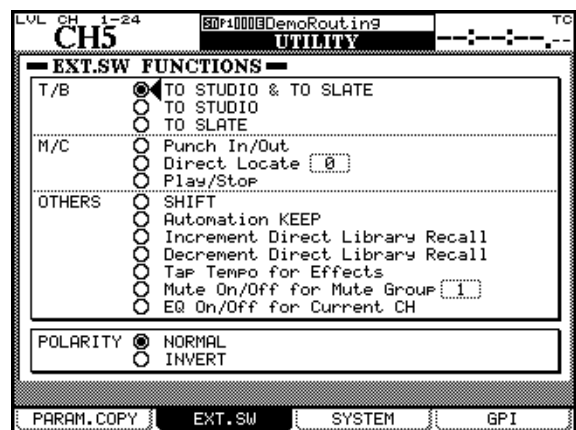 LVL CH 1-24 DemoRouting TC
CH5 UTILITY --:--:--.--
EXT.SW FUNCTIONS
T/B TO STUDIO & TO SLATE
TO STUDIO
TO SLATE
M/C Punch In/Out
Direct Locate 0
Play/Stop
OTHERS SHIFT
Automation KEEP
Increment Direct Library Recall
Decrement Direct Library Recall
Tap Tempo for Effects
Mute On/Off for Mute Group 1
EQ On/Off for Current CH
POLARITY NORMAL
INVERT
PARAM.COPY EXT.SW SYSTEM GPI